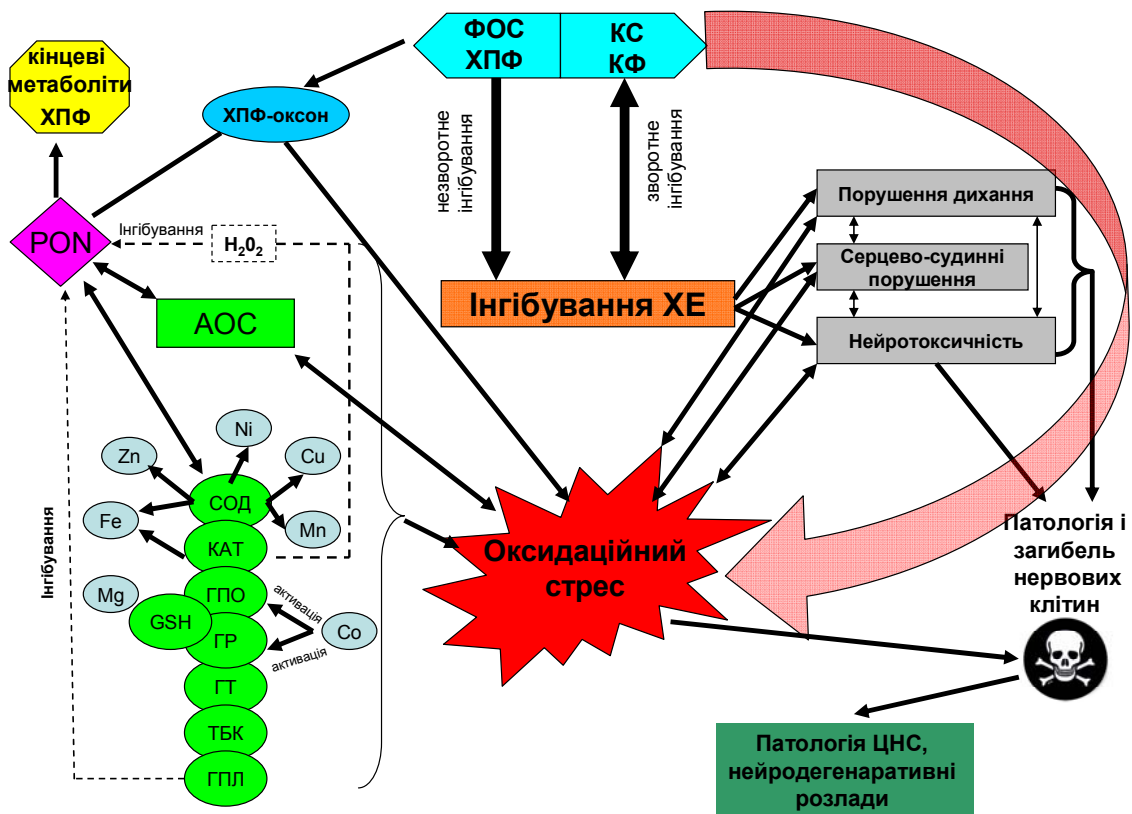 ФОС
ХПФ
КС
КФ
кінцеві
метаболіти
ХПФ
ХПФ-оксон
незворотне
інгібування
зворотне
інгібування
Порушення дихання
Інгібування
H₂0₂
PON
Серцево-судинні
порушення
Інгібування ХЕ
АОС
Нейротоксичність
Ni
Zn
Cu
СОД
Fe
Mn
КАТ
Інгібування
Оксидаційний
стрес
Патологія і
загибель
нервових
клітин
ГПО
Mg
GSH
активація
Co
ГР
активація
ГТ
ТБК
ГПЛ
Патологія ЦНС,
нейродегенаративні
розлади